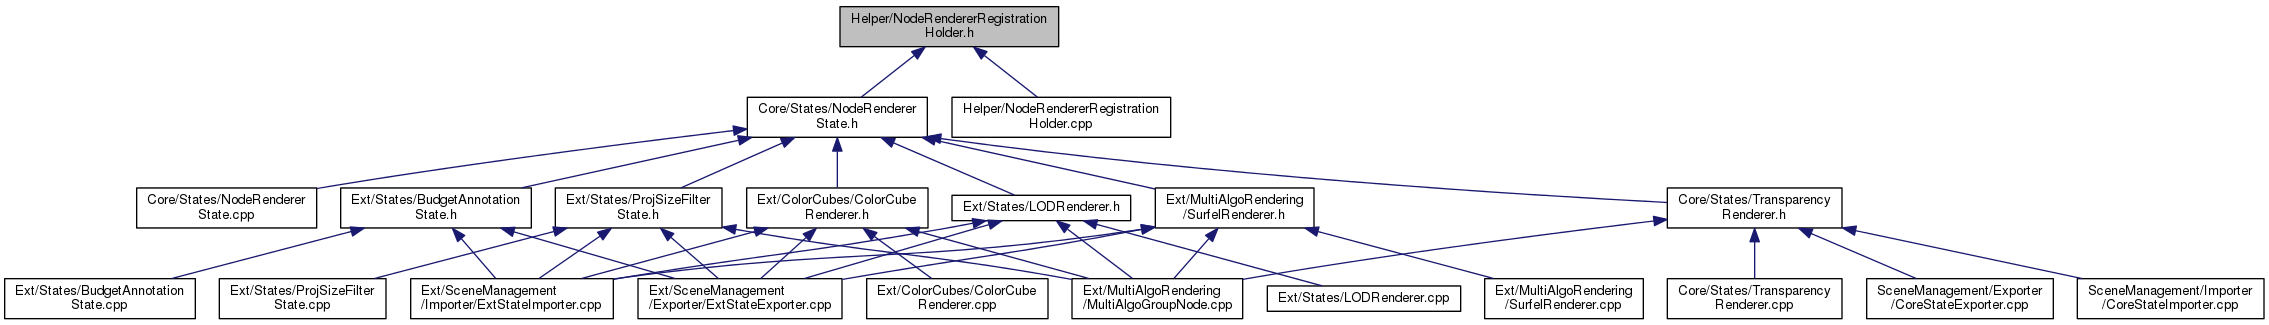 Helper/NodeRendererRegistration
Holder.h
Core/States/NodeRenderer
State.h
Helper/NodeRendererRegistration
Holder.cpp
Core/States/NodeRenderer
State.cpp
Ext/States/BudgetAnnotation
State.h
Ext/States/ProjSizeFilter
State.h
Ext/ColorCubes/ColorCube
Renderer.h
Ext/States/LODRenderer.h
Ext/MultiAlgoRendering
/SurfelRenderer.h
Core/States/Transparency
Renderer.h
Ext/States/BudgetAnnotation
State.cpp
Ext/States/ProjSizeFilter
State.cpp
Ext/SceneManagement
/Importer/ExtStateImporter.cpp
Ext/SceneManagement
/Exporter/ExtStateExporter.cpp
Ext/ColorCubes/ColorCube
Renderer.cpp
Ext/MultiAlgoRendering
/MultiAlgoGroupNode.cpp
Ext/States/LODRenderer.cpp
Ext/MultiAlgoRendering
/SurfelRenderer.cpp
Core/States/Transparency
Renderer.cpp
SceneManagement/Exporter
/CoreStateExporter.cpp
SceneManagement/Importer
/CoreStateImporter.cpp